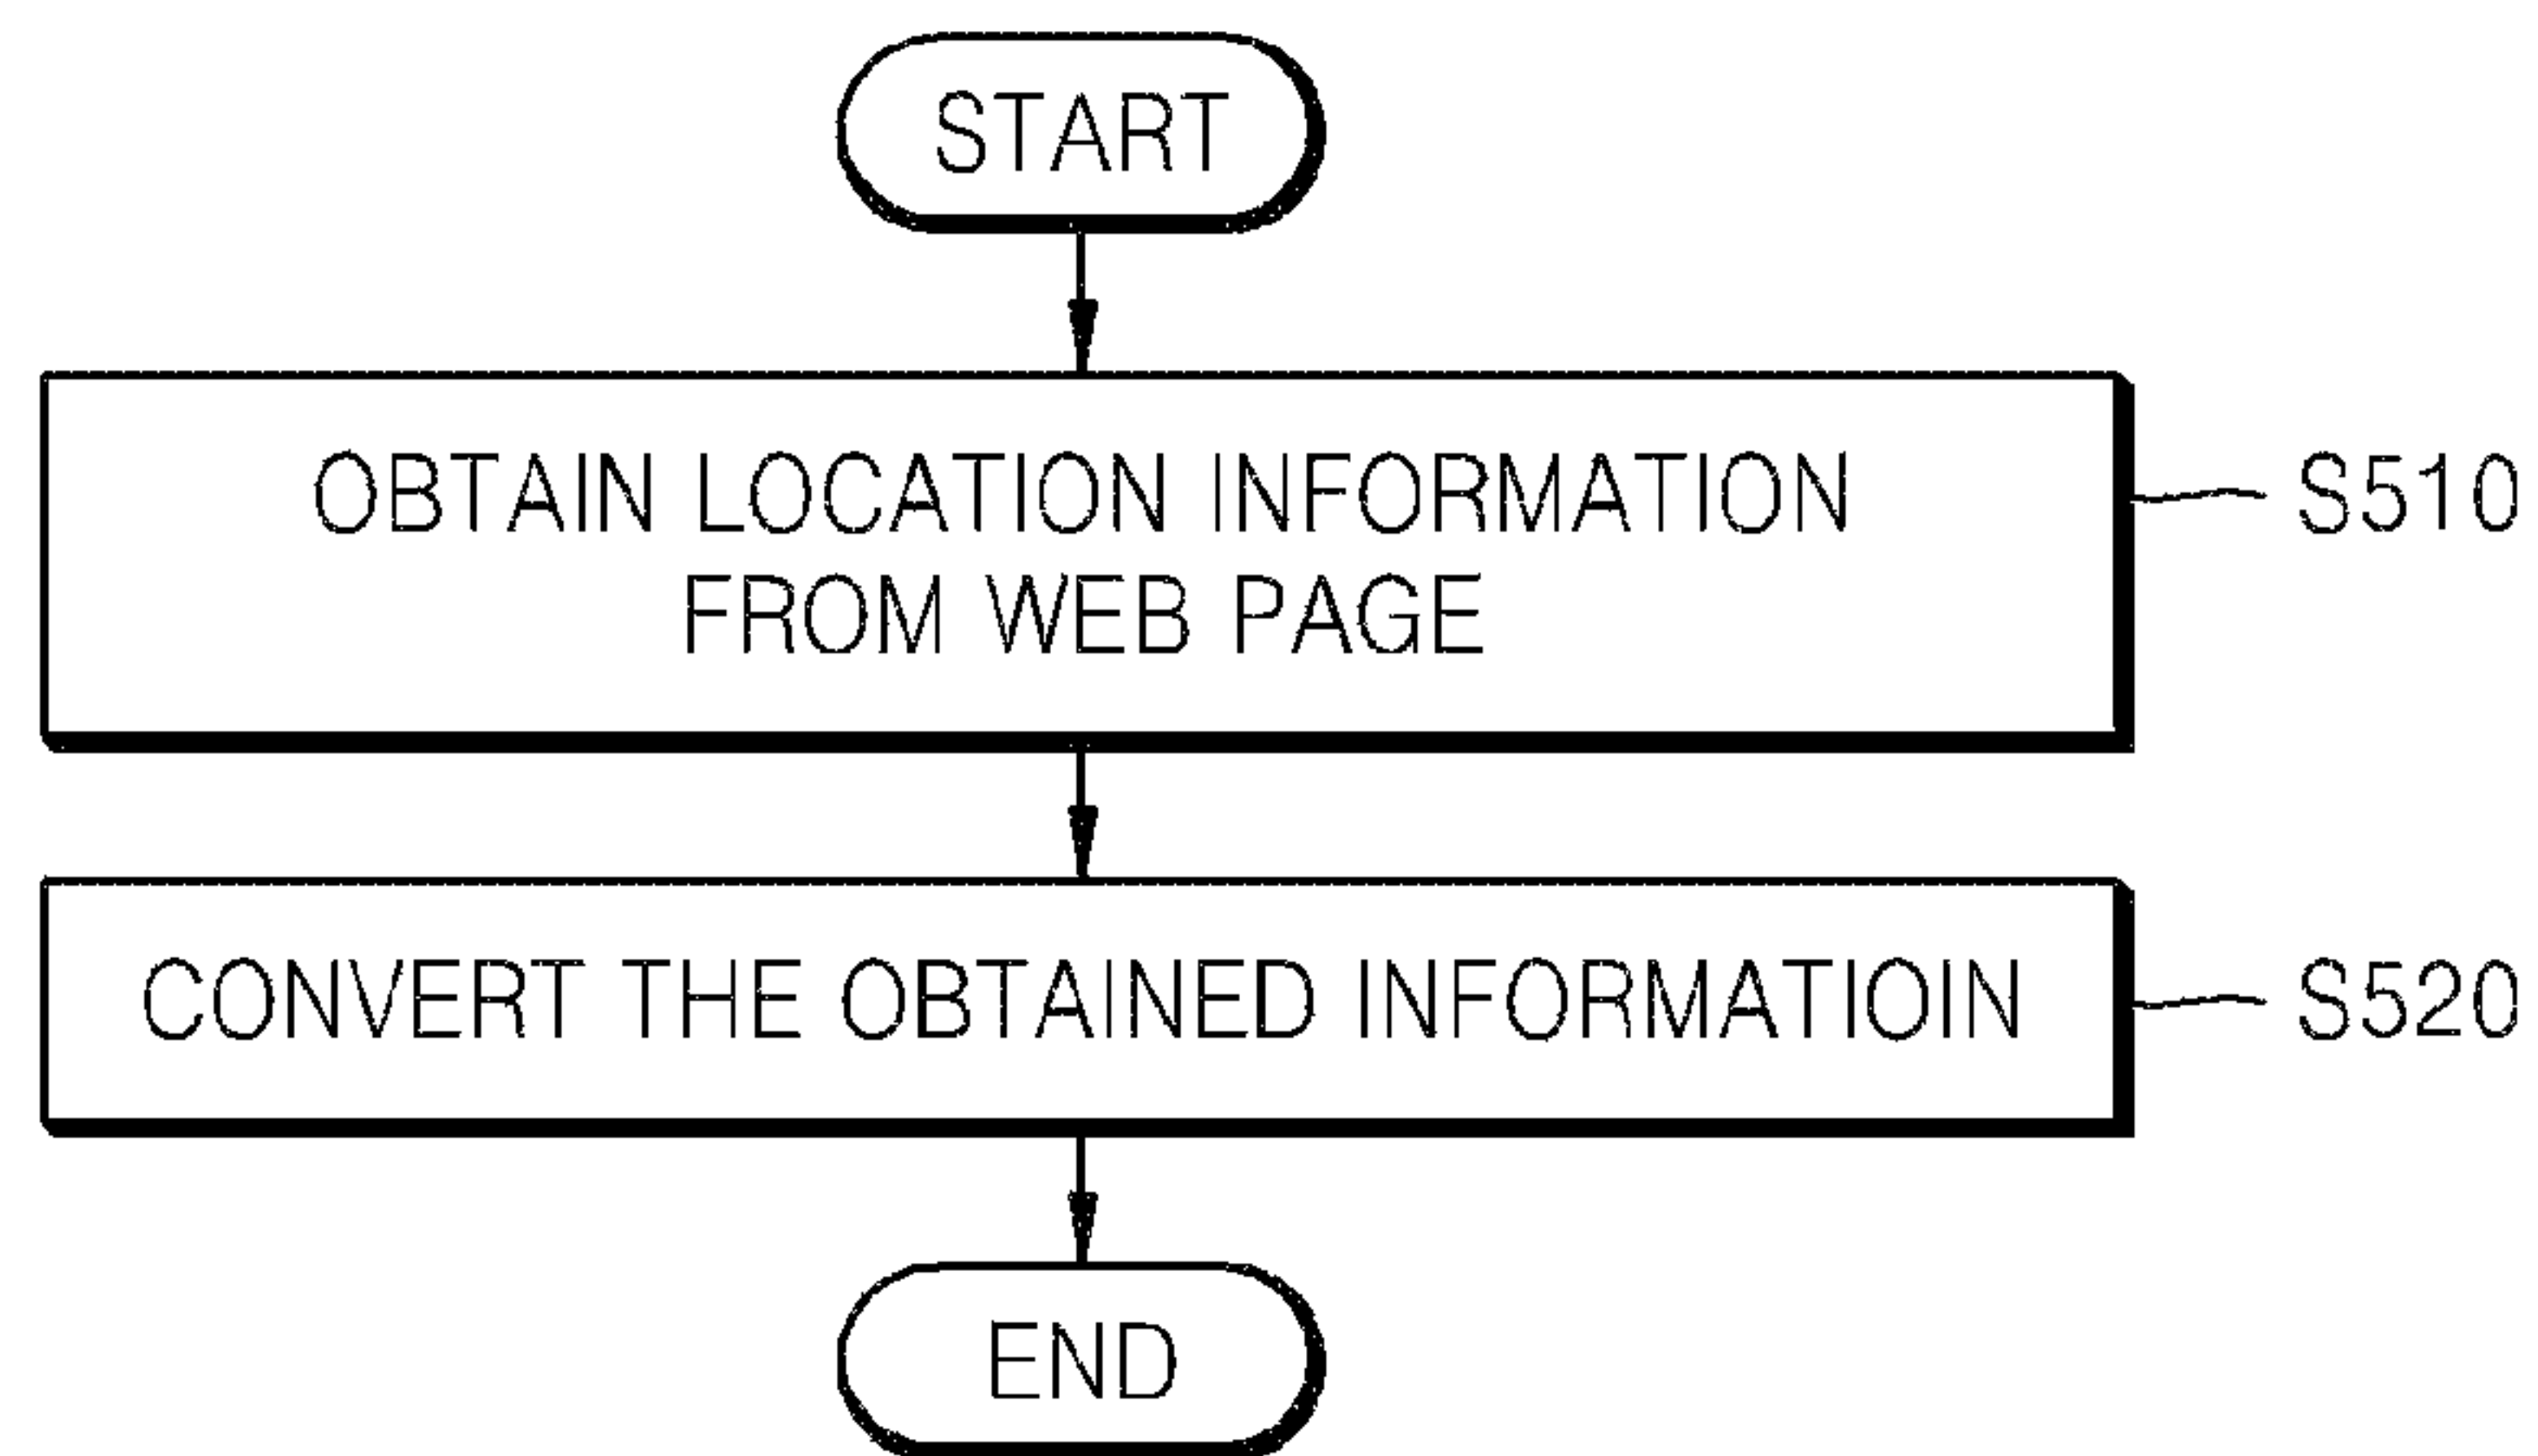 START
OBTAIN LOCATION INFORMATION
FROM WEB PAGE
S510
CONVERT THE OBTAINED INFORMATIOIN
S520
END